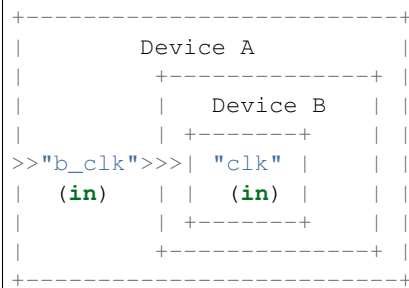 +---------------------------+
|        Device A           |
|         +--------------+  |
|         |   Device B   |  |
|         | +-------+    |  |
>>"b_clk">>>| "clk" |    |  |
|  (in)   | |  (in) |    |  |
|         | +-------+    |  |
|         +--------------+  |
+---------------------------+